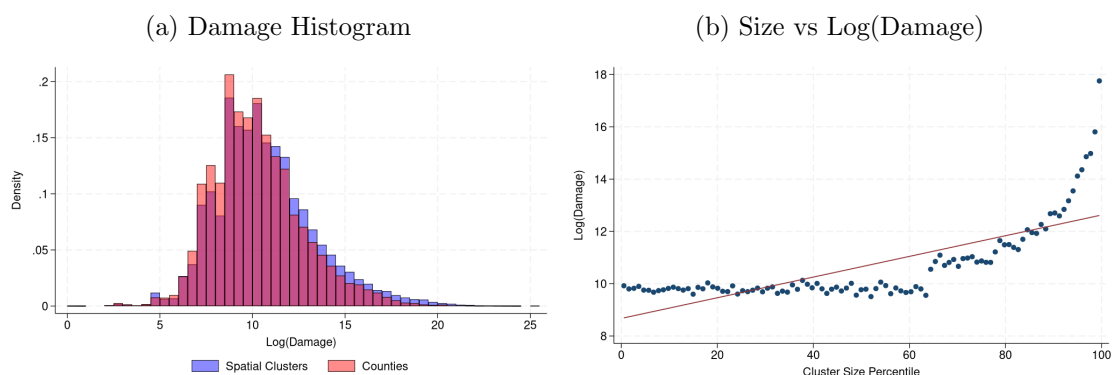 (a) Damage Histogram
.2
.15
.1
.05
0
Density
0 5 10 15 20 25
Log(Damage)
Spatial Clusters Counties
(b) Size vs Log(Damage)
18
16
14
12
10
8
Log(Damage)
0 20 40 60 80 100
Cluster Size Percentile